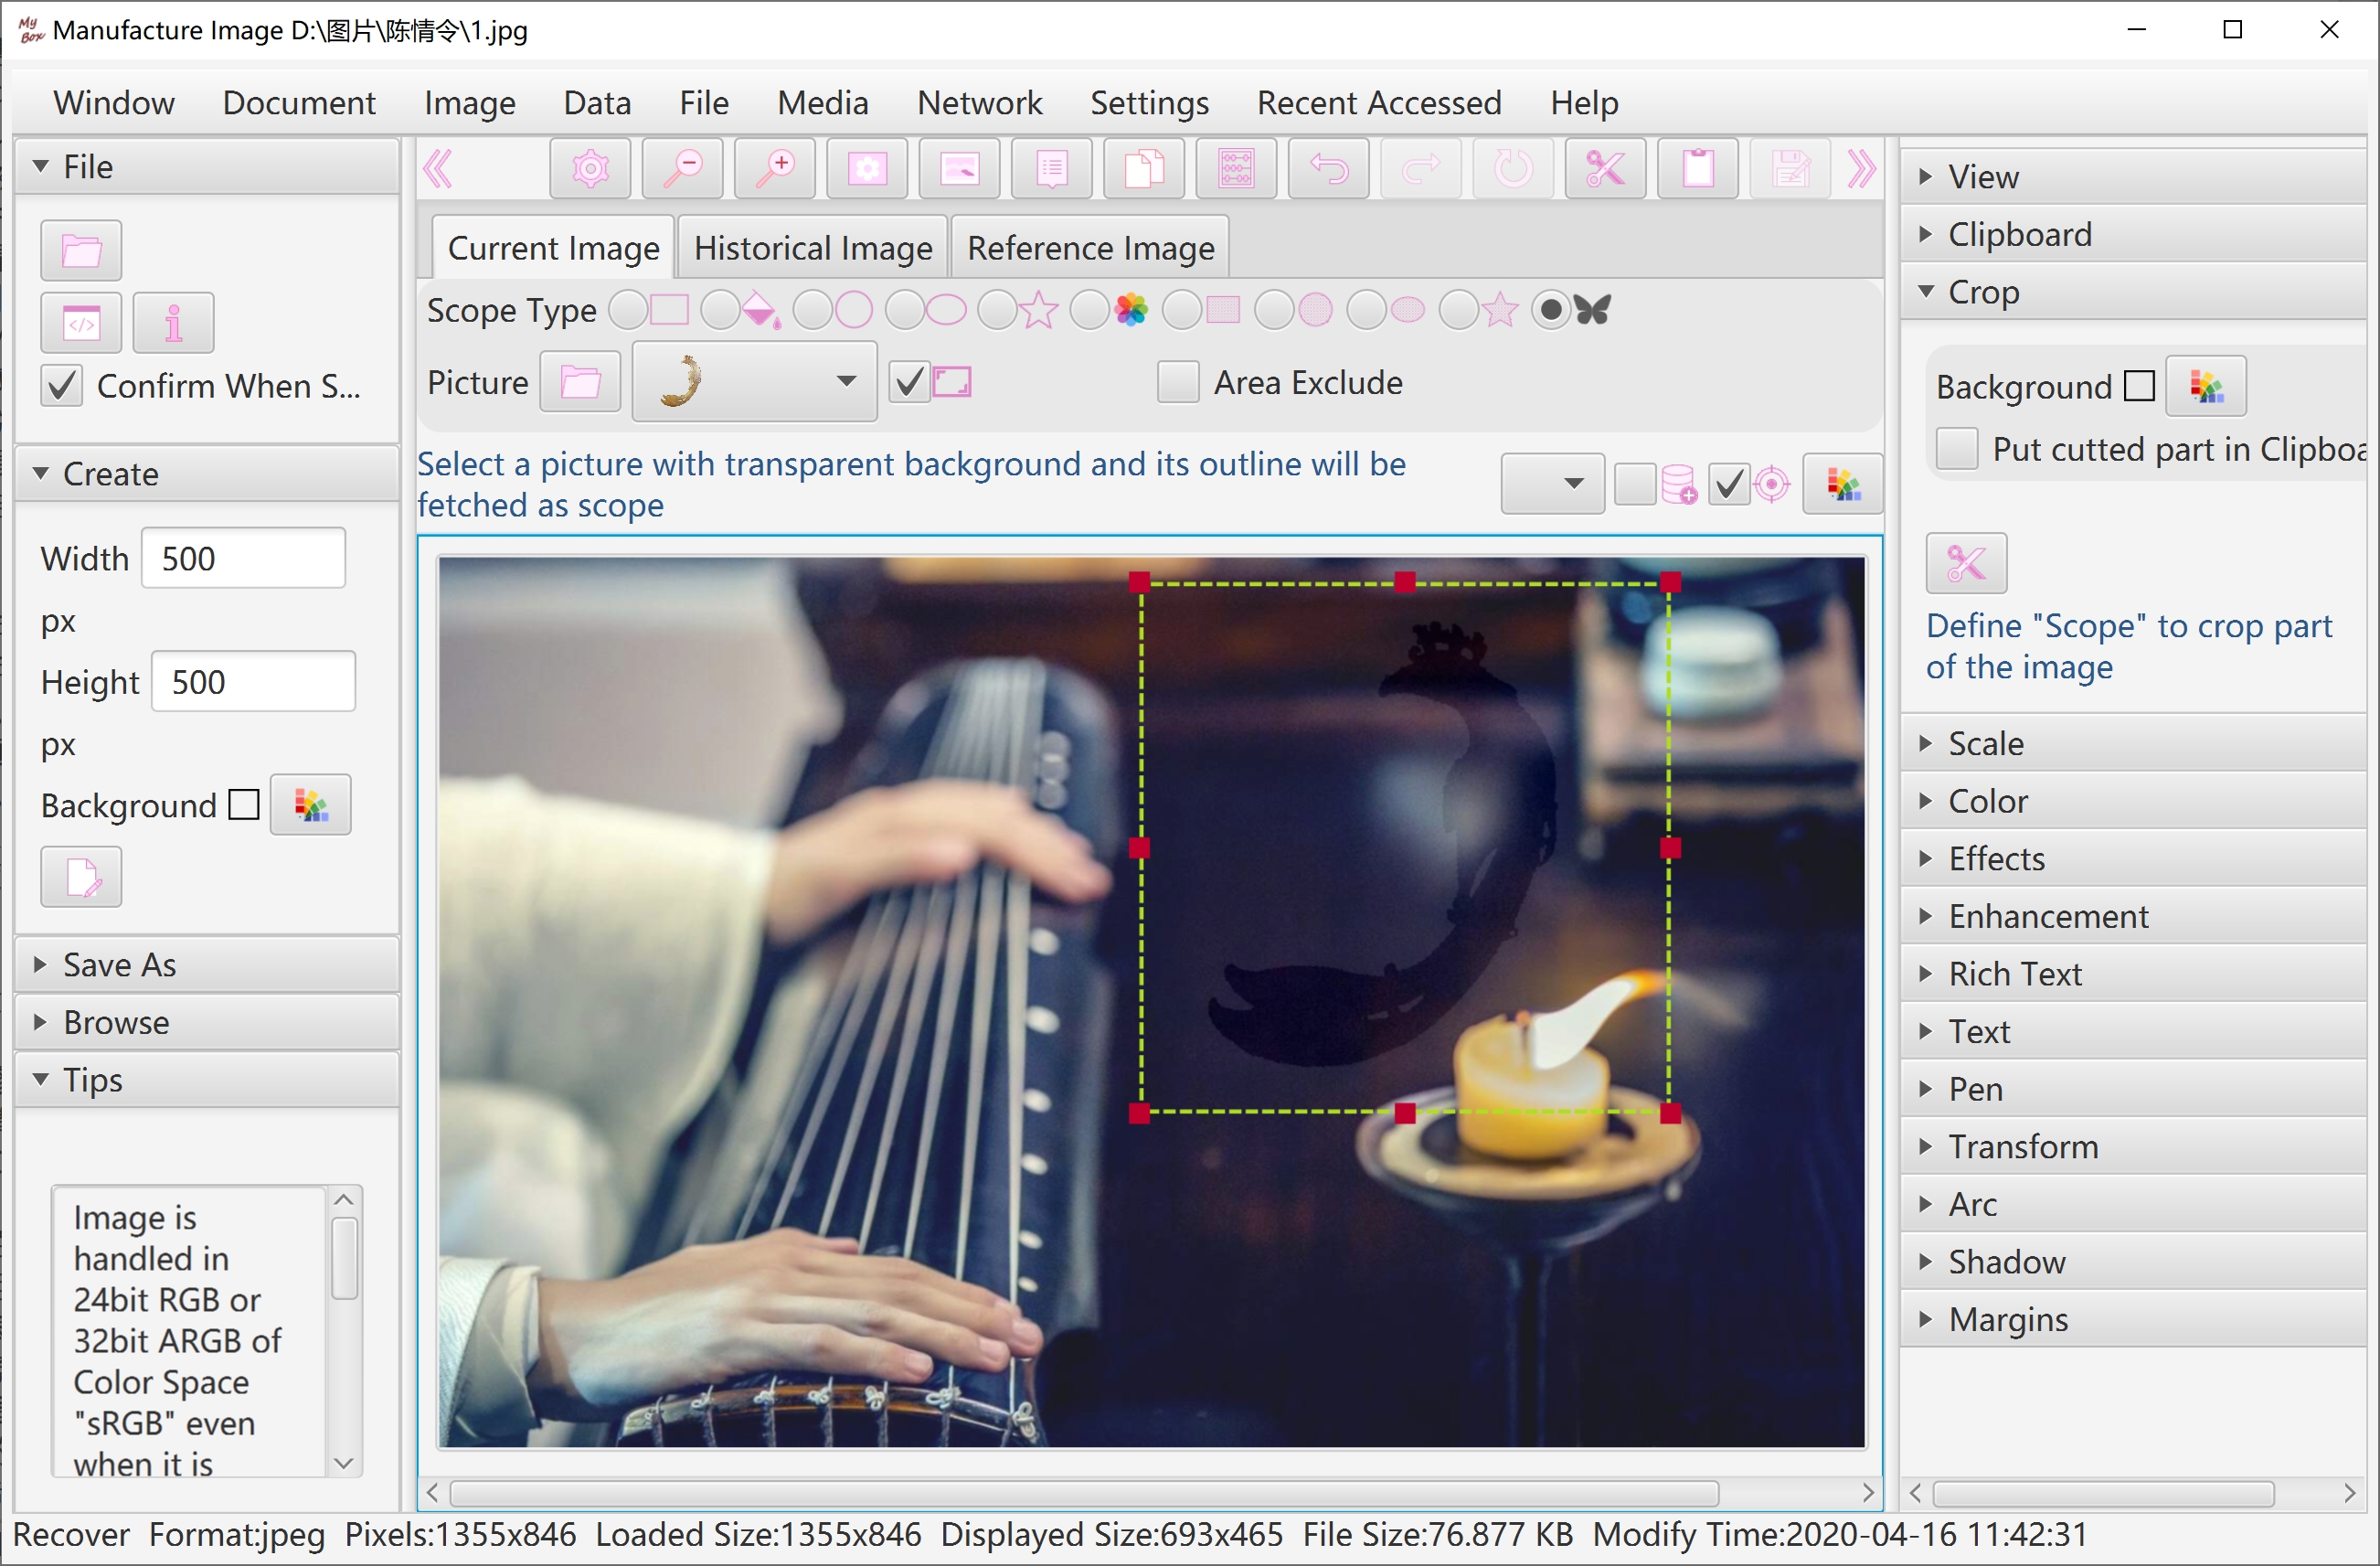 My Box Manufacture Image D:\图片\陈情令\1.jpg
Window Document Image Data File Media Network Settings Recent Accessed Help
File
Confirm When S...
Create
Width 500
px
Height 500
px
Background
Save As
Browse
Tips
Image is
handled in
24bit RGB or
32bit ARGB of
Color Space
"sRGB" even
when it is
Current Image Historical Image Reference Image
Scope Type
Picture Area Exclude
Select a picture with transparent background and its outline will be
fetched as scope
View
Clipboard
Crop
Background
Put cutted part in Clipboa
Define "Scope" to crop part
of the image
Scale
Color
Effects
Enhancement
Rich Text
Text
Pen
Transform
Arc
Shadow
Margins
Recover Format:jpeg Pixels:1355x846 Loaded Size:1355x846 Displayed Size:693x465 File Size:76.877 KB Modify Time:2020-04-16 11:42:31